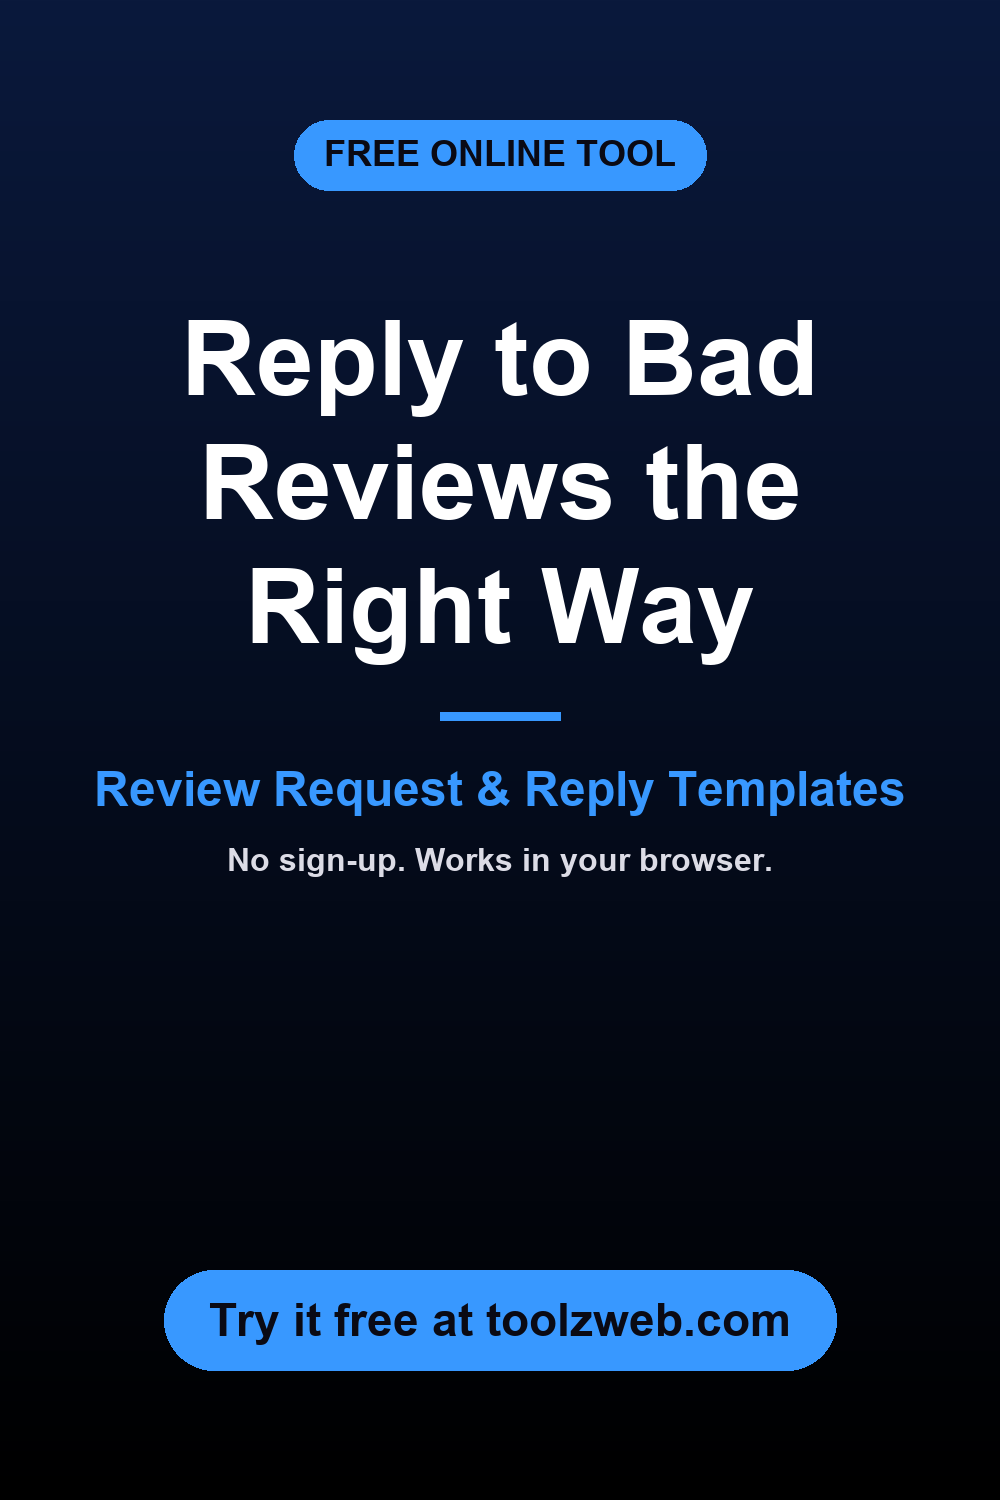 FREE ONLINE TOOL
Reply to Bad
Reviews the
Right Way
Review Request & Reply Templates
No sign-up. Works in your browser.
Try it free at toolzweb.com